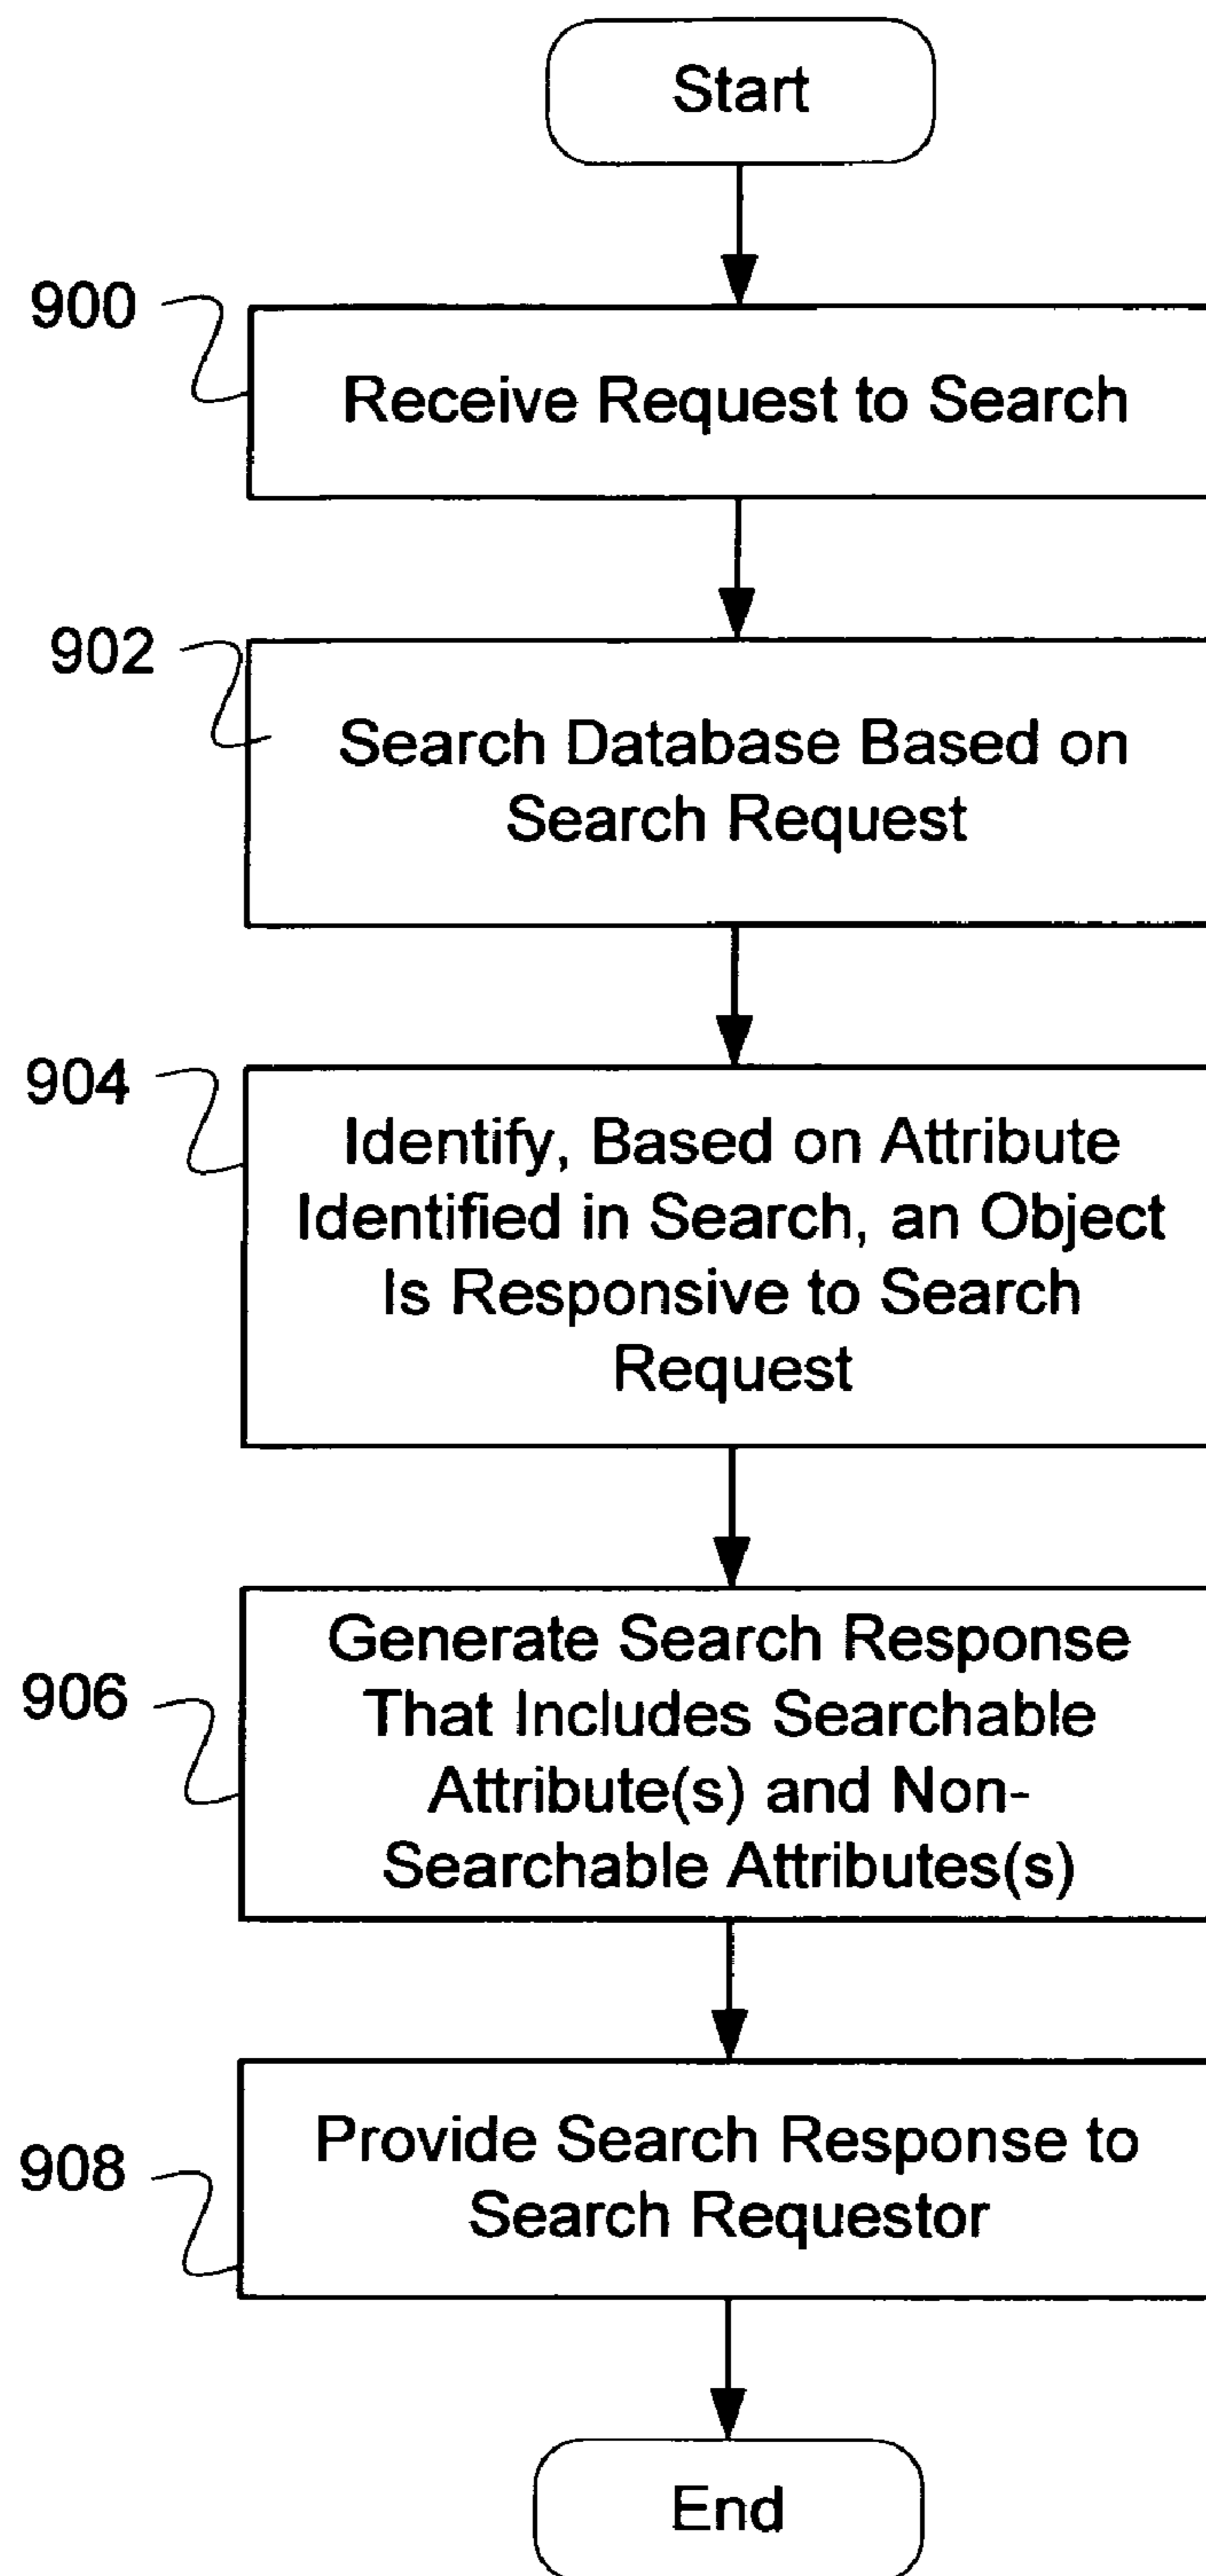 Start
900
Receive Request to Search
902
Search Database Based on
Search Request
904
Identify, Based on Attribute
Identified in Search, an Object
Is Responsive to Search
Request
906
Generate Search Response
That Includes Searchable
Attribute(s) and Non-
Searchable Attributes(s)
908
Provide Search Response to
Search Requestor
End